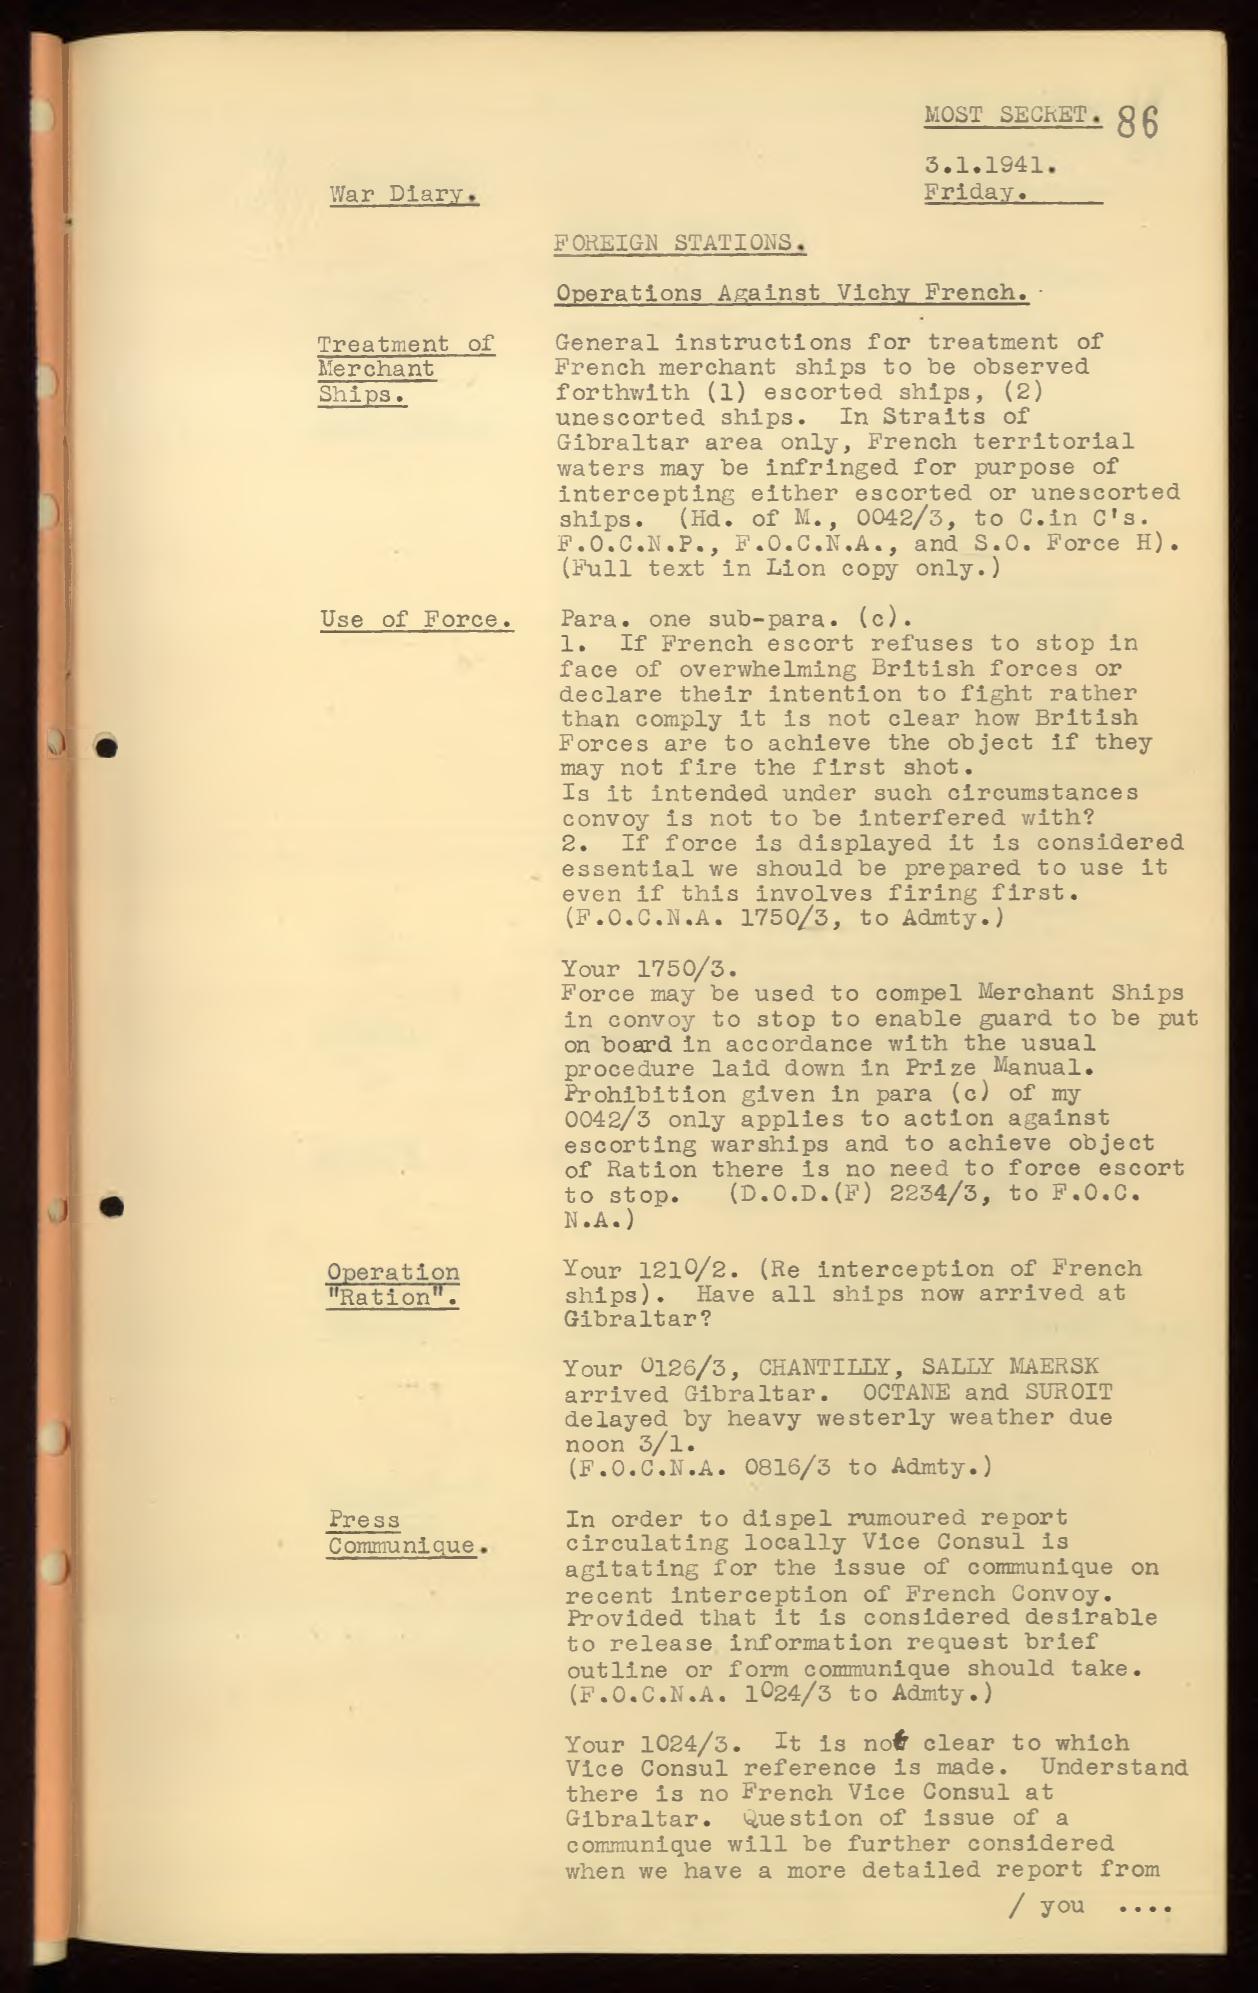 MOST SECRET. 86
3.1.1941.
War Diary.
Friday.
FOREIGN STATIONS.
Operations Against Vichy French.
Treatment of
Merchant
Ships.
General instructions for treatment of
French merchant ships to be observed
forthwith (1) escorted ships, (2)
unescorted ships. In Straits of
Gibraltar area only, French territorial
waters may be infringed for purpose of
intercepting either escorted or unescorted
ships. (Hd. of M., 0042/3, to C.in C's.
F.O.C.N.P., F.O.C.N.A., and S.O. Force H).
(Full text in Lion copy only.)
Use of Force.
Para. one sub-para. (c).
1. If French escort refuses to stop in
face of overwhelming British forces or
declare their intention to fight rather
than comply it is not clear how British
Forces are to achieve the object if they
may not fire the first shot.
Is it intended under such circumstances
convoy is not to be interfered with?
2. If force is displayed it is considered
essential we should be prepared to use it
even if this involves firing first.
(F.O.C.N.A. 1750/3, to Admty.)
Your 1750/3.
Force may be used to compel Merchant Ships
in convoy to stop to enable guard to be put
on board in accordance with the usual
procedure laid down in Prize Manual.
Prohibition given in para (c) of my
0042/3 only applies to action against
escorting warships and to achieve object
of Ration there is no need to force escort
to stop. (D.O.D.(F) 2234/3, to F.O.C.
N.A.)
Operation
"Ration".
Your 1210/2. (Re interception of French
ships). Have all ships now arrived at
Gibraltar?
Your 0126/3, CHANTILLY, SALLY MAERSK
arrived Gibraltar. OCTANE and SUROIT
delayed by heavy westerly weather due
noon 3/1.
(F.O.C.N.A. 0816/3 to Admty.)
Press
Communique.
In order to dispel rumoured report
circulating locally Vice Consul is
agitating for the issue of communique on
recent interception of French Convoy.
Provided that it is considered desirable
to release information request brief
outline or form communique should take.
(F.O.C.N.A. 1024/3 to Admty.)
Your 1024/3. It is not clear to which
Vice Consul reference is made. Understand
there is no French Vice Consul at
Gibraltar. Question of issue of a
communique will be further considered
when we have a more detailed report from
/ you ....